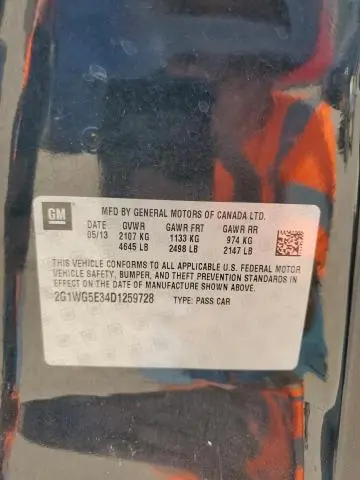 GM
MFD BY GENERAL MOTORS OF CANADA LTD.
DATE GVWR GAWR FRT GAWR RR
05/13 2107 KG 1133 KG 974 KG
4645 LB 2498 LB 2147 LB
THIS VEHICLE CONFORMS TO ALL APPLICABLE U.S. FEDERAL MOTOR
VEHICLE SAFETY, BUMPER, AND THEFT PREVENTION STANDARDS IN
EFFECT ON THE DATE OF MANUFACTURE SHOWN ABOVE.
2G1WG5E34D1259728 TYPE: PASS CAR